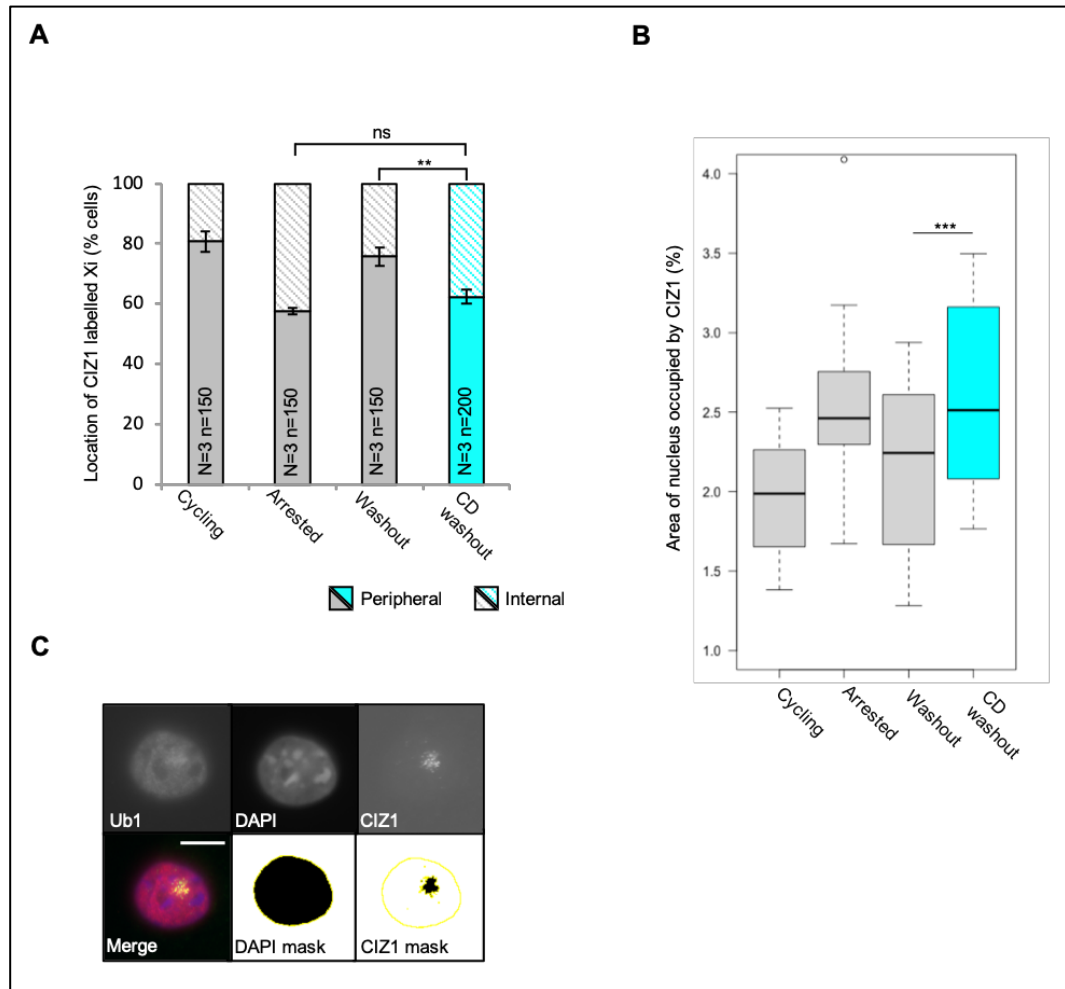 A
ns
**
Location of CIZ1 labelled Xi (% cells)
100
80
60
40
20
0
N=3 n=150
N=3 n=150
N=3 n=150
N=3 n=200
Cycling
Arrested
Washout
CD
washout
Peripheral
Internal
B
Area of nucleus occupied by CIZ1 (%)
4.0
3.5
3.0
2.5
2.0
1.5
1.0
***
Cycling
Arrested
Washout
CD
washout
C
Ub1
DAPI
CIZ1
Merge
DAPI mask
CIZ1 mask